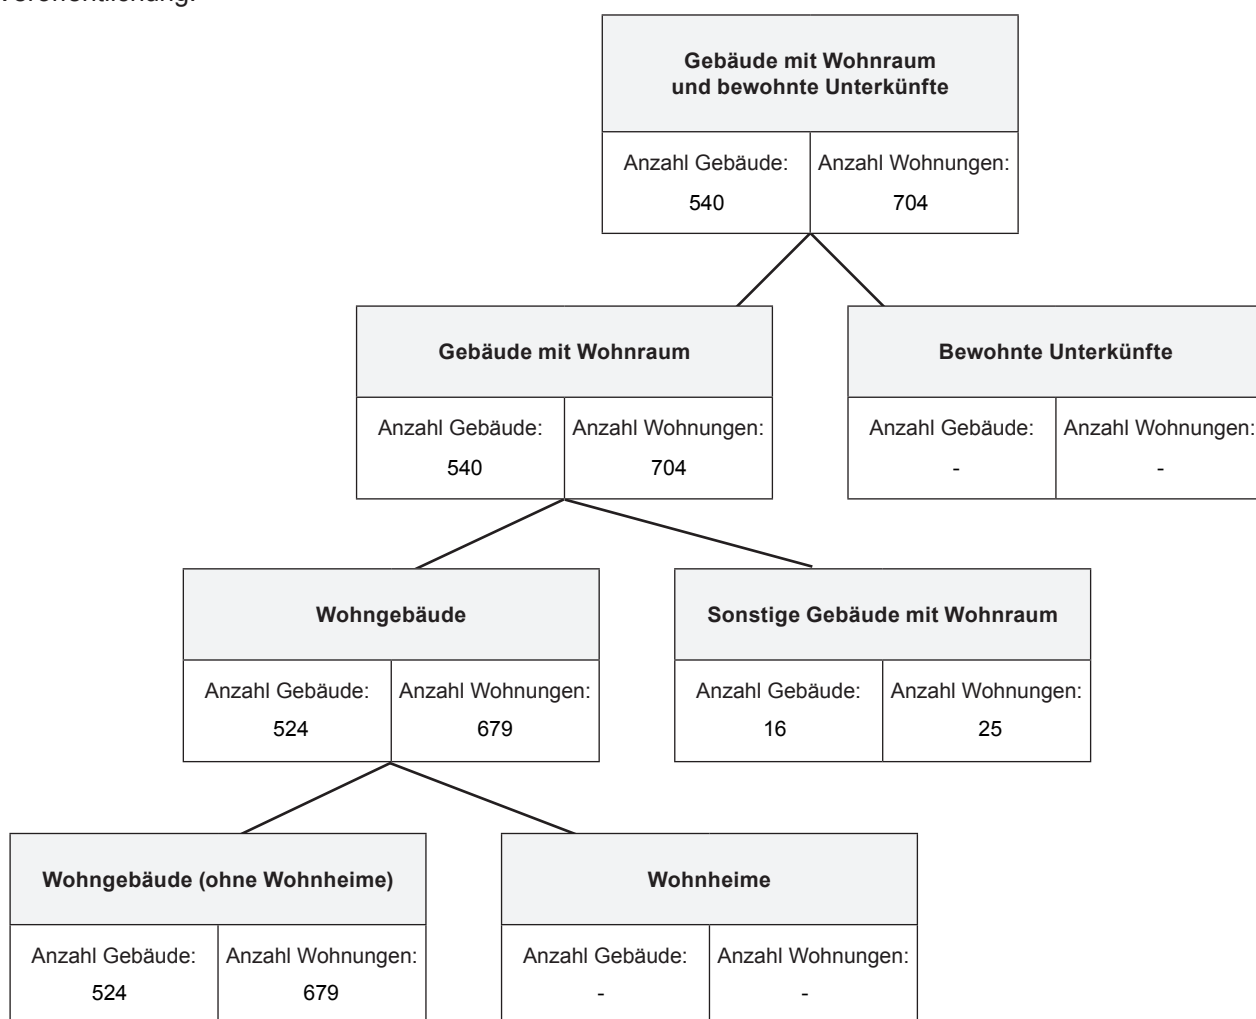 Veröffentlichung.
Gebäude mit Wohnraum
und bewohnte Unterkünfte
Anzahl Gebäude: Anzahl Wohnungen:
540 704
Gebäude mit Wohnraum Bewohnte Unterkünfte
Anzahl Gebäude: Anzahl Wohnungen: Anzahl Gebäude: Anzahl Wohnungen:
540 704 - -
Wohngebäude Sonstige Gebäude mit Wohnraum
Anzahl Gebäude: Anzahl Wohnungen: Anzahl Gebäude: Anzahl Wohnungen:
524 679 16 25
Wohngebäude (ohne Wohnheime) Wohnheime
Anzahl Gebäude: Anzahl Wohnungen: Anzahl Gebäude: Anzahl Wohnungen:
524 679 - -